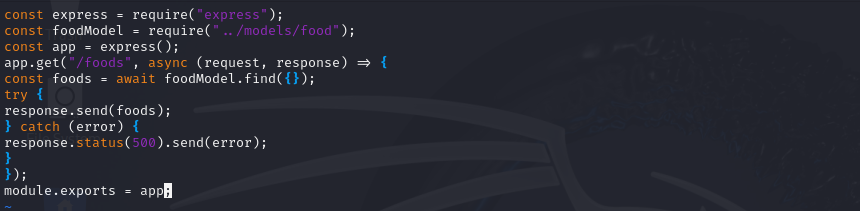 const express = require("express");
const foodModel = require("../models/food");
const app = express();
app.get("/foods", async (request, response) => {
const foods = await foodModel.find({});
try {
response.send(foods);
} catch (error) {
response.status(500).send(error);
}
});
module.exports = app;
~